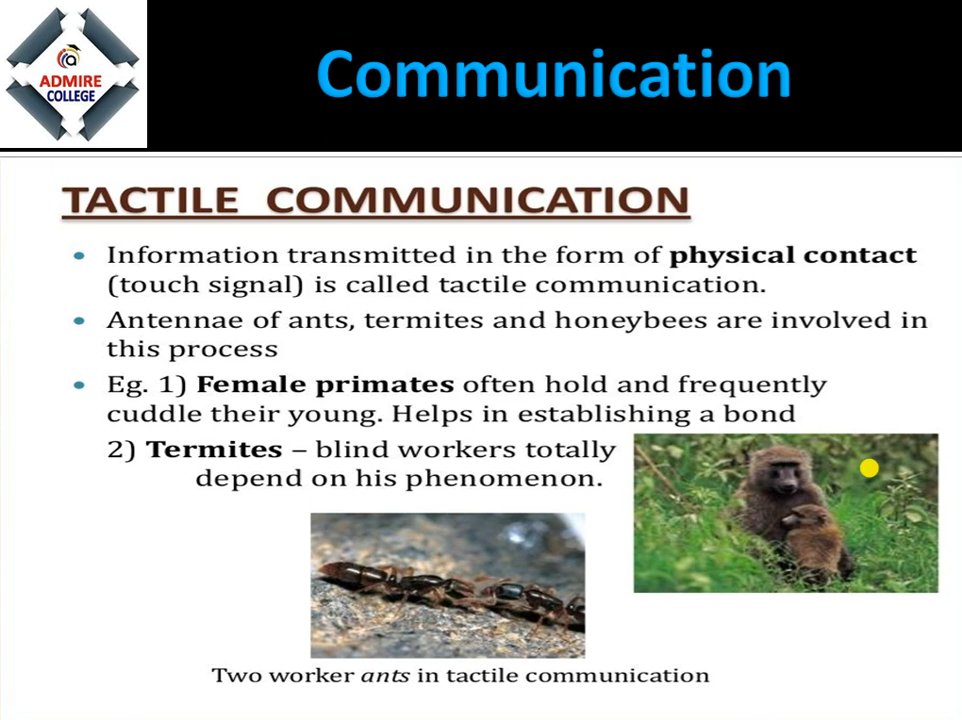 ADMIRE
COLLEGE
Communication
TACTILE COMMUNICATION
Information transmitted in the form of physical contact
(touch signal) is called tactile communication.
Antennae of ants, termites and honeybees are involved in
this process
Eg. 1) Female primates often hold and frequently
cuddle their young. Helps in establishing a bond
2) Termites – blind workers totally
depend on his phenomenon.
Two worker ants in tactile communication